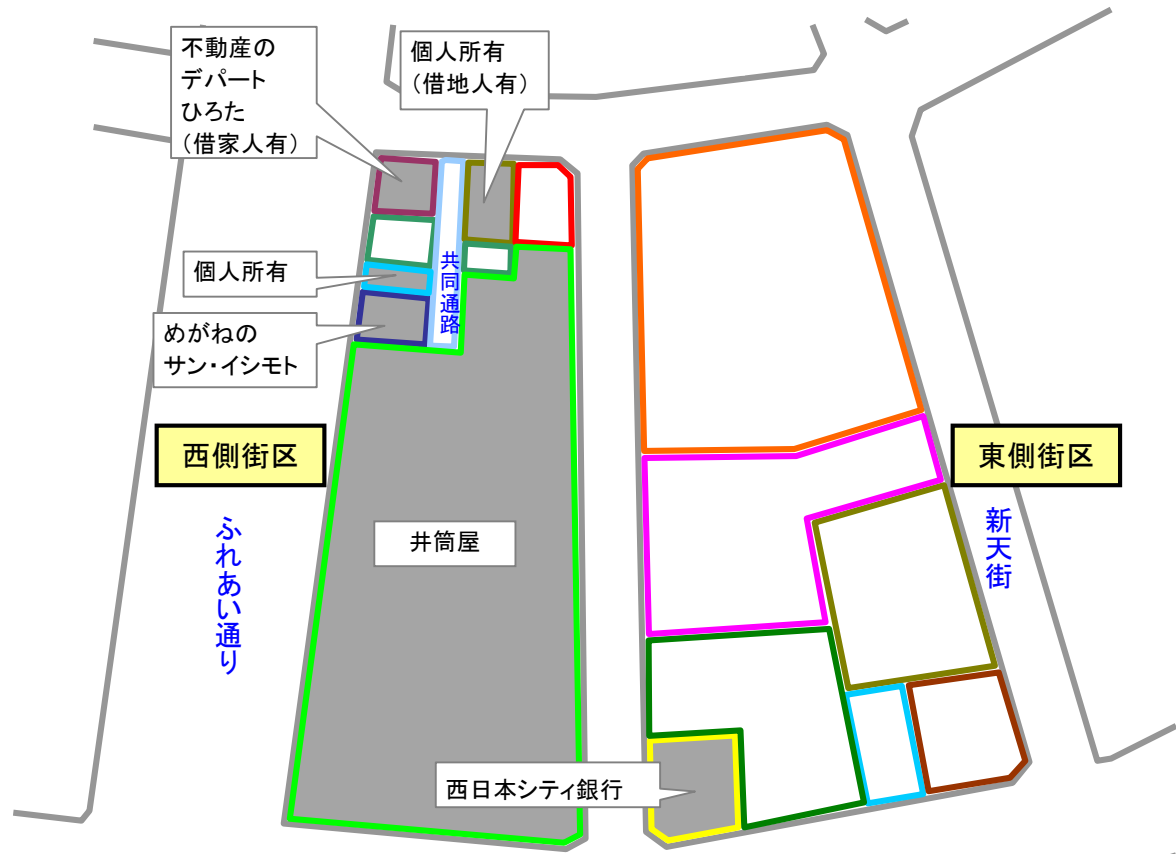 不動産の
デパート
ひろた
（借家人有）
個人所有
（借地人有）
個人所有
めがねの
サン・イシモト
共同通路
西側街区
東側街区
ふれあい通り
井筒屋
新天街
西日本シティ銀行